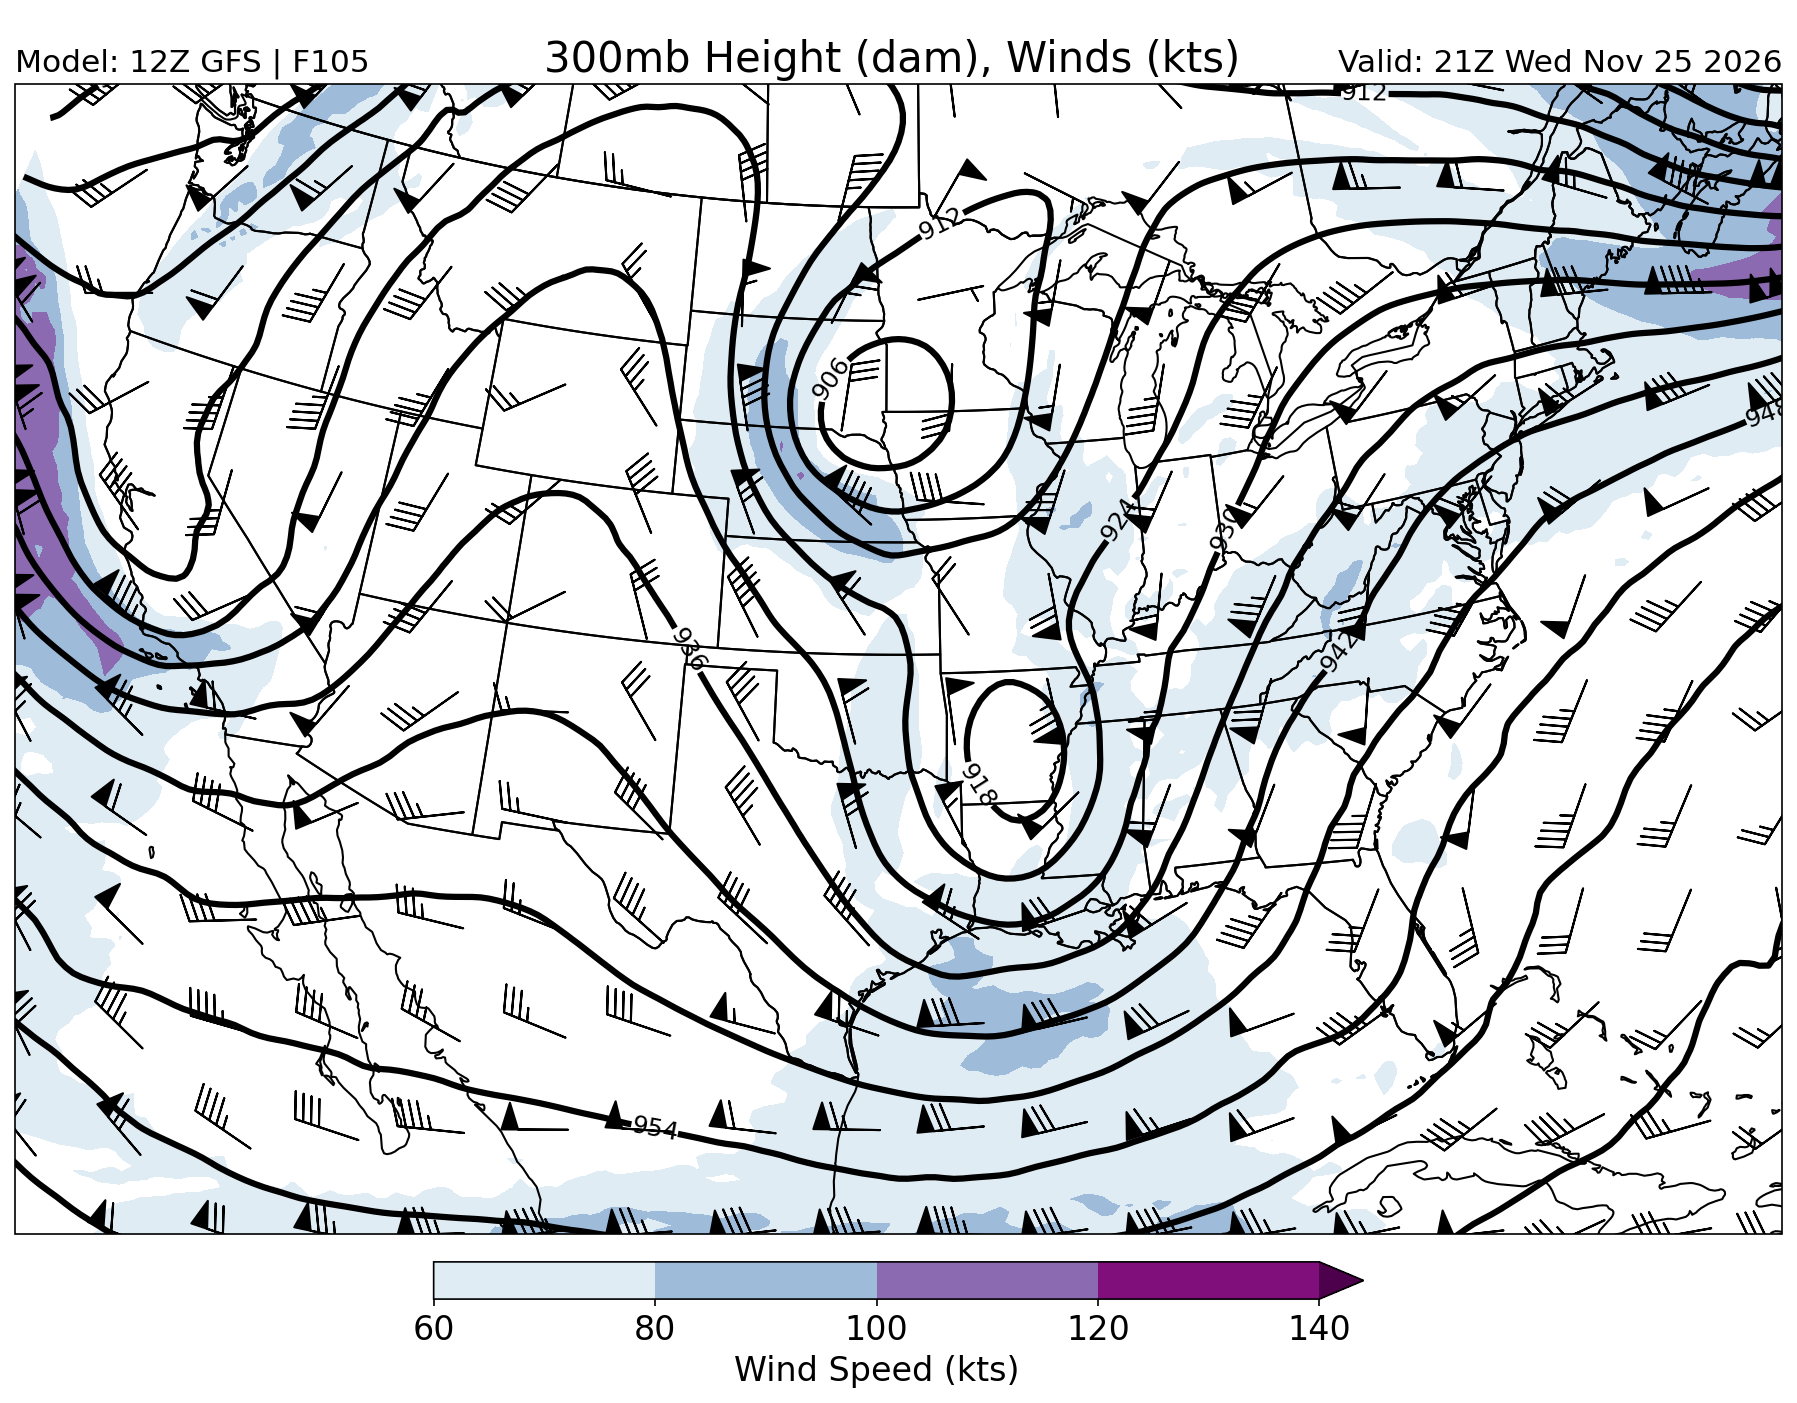 Model: 12Z GFS | F105
300mb Height (dam), Winds (kts)
Valid: 21Z Wed Nov 25 2026
912
912
906
948
924
930
936
942
918
954
60 80 100 120 140
Wind Speed (kts)